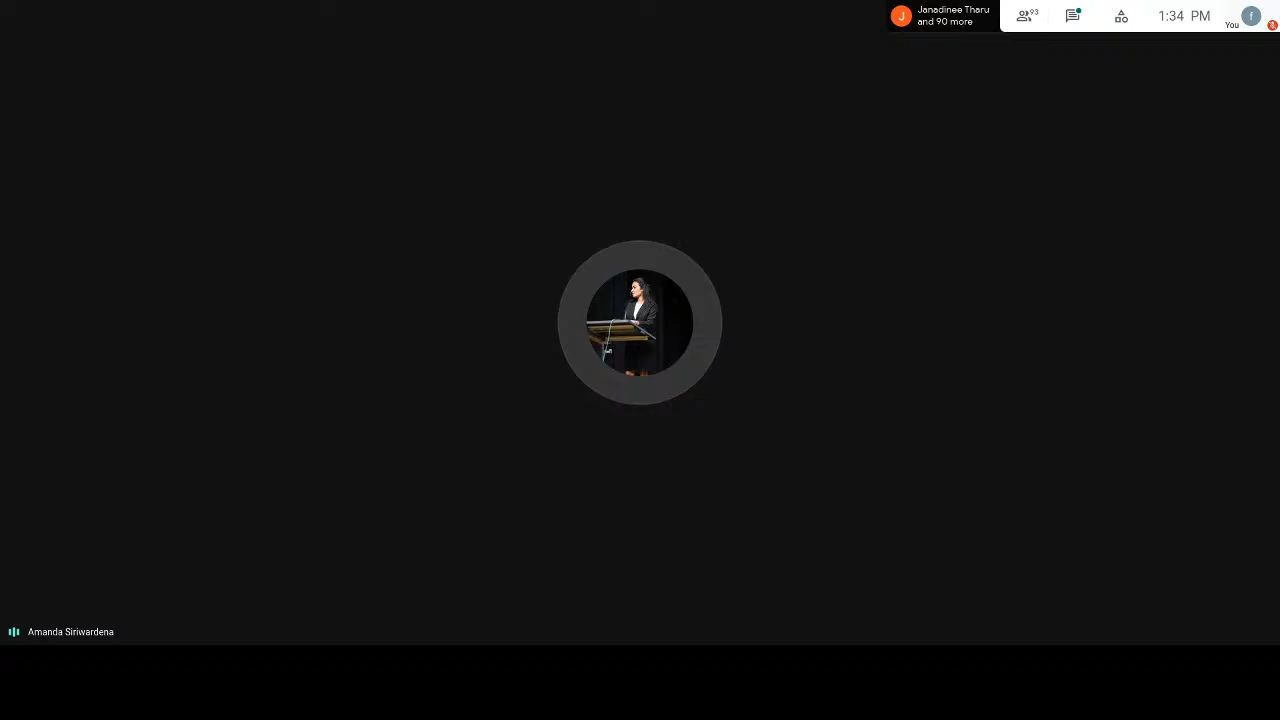 J
Janadinee Tharu
and 90 more
93
1:34 PM
You
f
Amanda Siriwardena